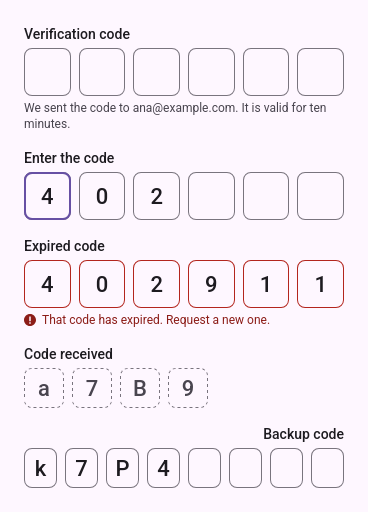 Verification code
We sent the code to ana@example.com. It is valid for ten
minutes.
Enter the code
4 0 2
Expired code
4 0 2 9 1 1
That code has expired. Request a new one.
Code received
a 7 B 9
Backup code
k 7 P 4